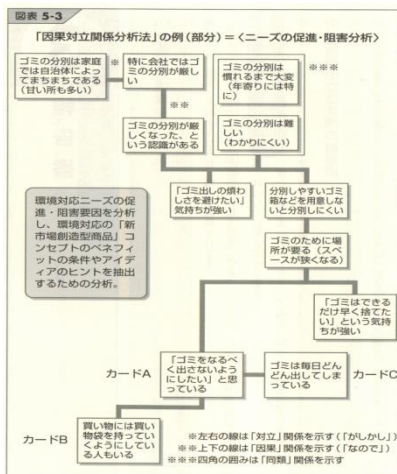 図表 5-3
「因果対立関係分析法」の例(部分)=〈ニーズの促進・阻害分析〉
ゴミの分別は家庭
では自治体によっ
てまちまちである
(甘い所も多い)
※
特に会社ではゴ
ミの分別が厳し
い
ゴミの分別は
慣れるまで大変
(年寄りには特
に)
※※※
※※
ゴミの分別が厳
しくなった、と
いう認識がある
ゴミの分別は難
しい
(わかりにくい)
環境対応ニーズの促
進・阻害要因を分析
し、環境対応の「新
市場創造型商品」コ
ンセプトのベネフィ
ットの条件やアイデ
ィアのヒントを抽出
するための分析。
「ゴミ出しの煩わ
しさを避けたい」
気持ちが強い
分別しやすいゴミ
箱などを用意しな
いと分別しにくい
ゴミのために場
所が要る(スペ
ースが狭くなる)
「ゴミはできる
だけ早く捨てた
い」という気持
ちが強い
カードA
「ゴミをなるべ
く出さないよう
にしたい」と思
っている
ゴミは毎日どん
どん出てしまっ
ている
カードC
カードB
買い物には買い
物袋を持ってい
くようにしてい
る人もいる
※左右の線は「対立」関係を示す(「がしかし」)
※※上下の線は「因果」関係を示す(「なので」)
※※※四角の囲みは「同類」関係を示す